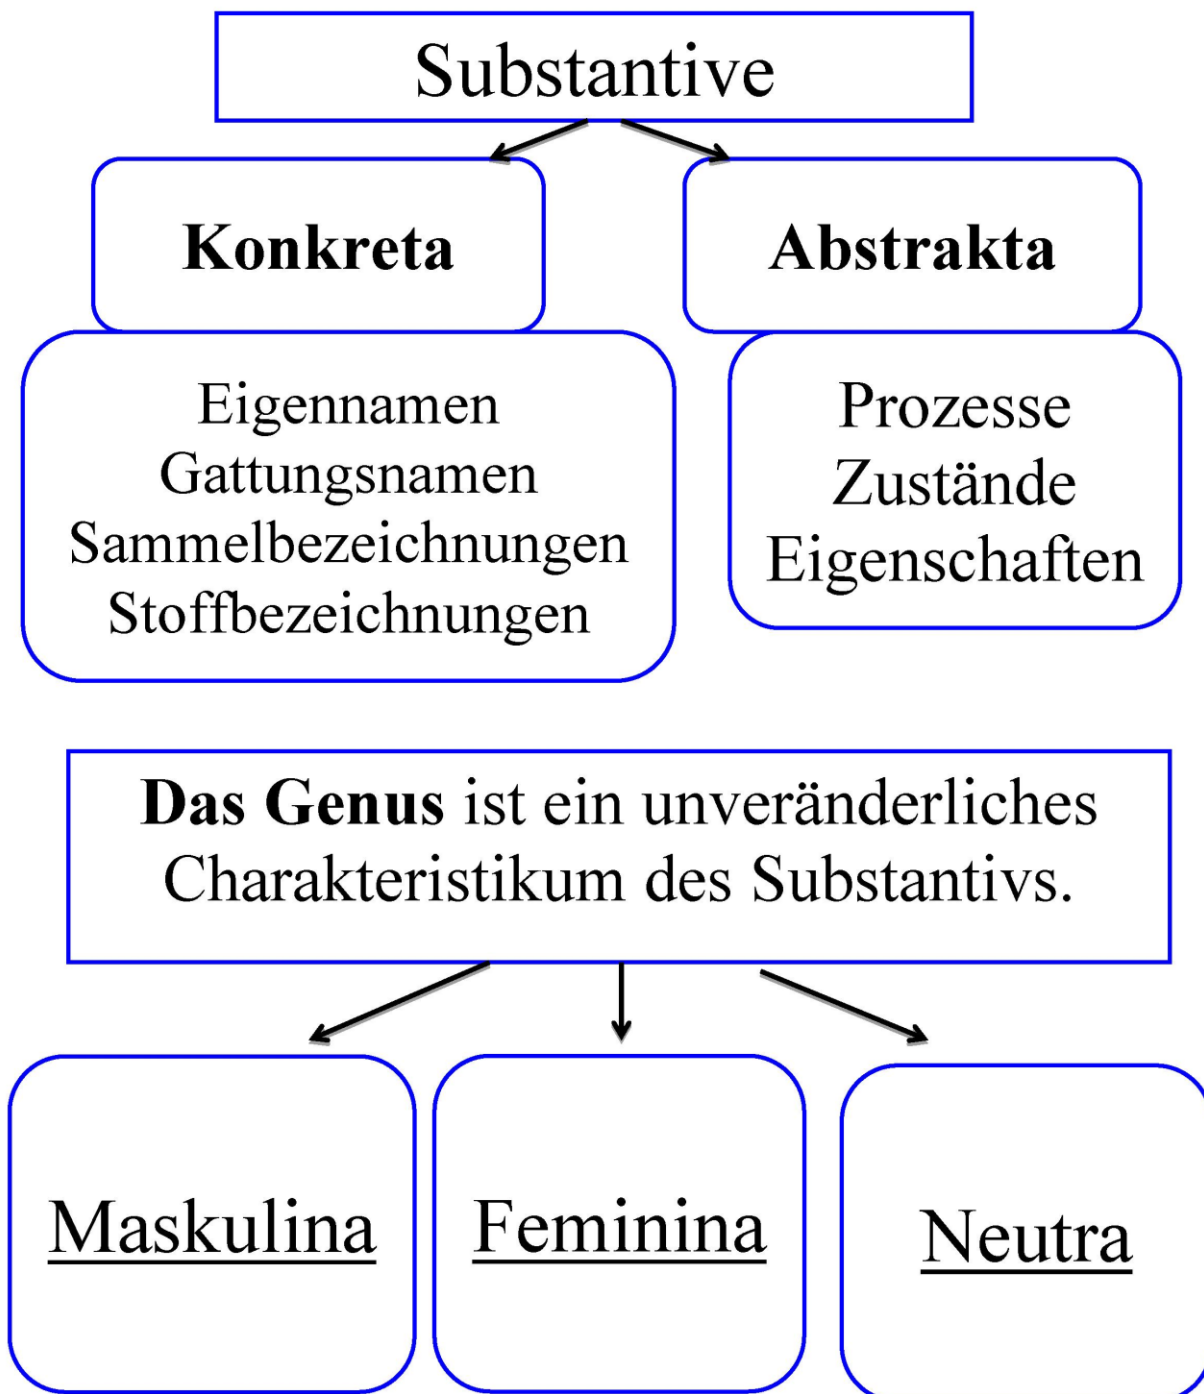 Substantive
Konkreta
Abstrakta
Eigennamen
Gattungsnamen
Sammelbezeichnungen
Stoffbezeichnungen
Prozesse
Zustände
Eigenschaften
Das Genus ist ein unveränderliches
Charakteristikum des Substantivs.
Maskulina
Feminina
Neutra